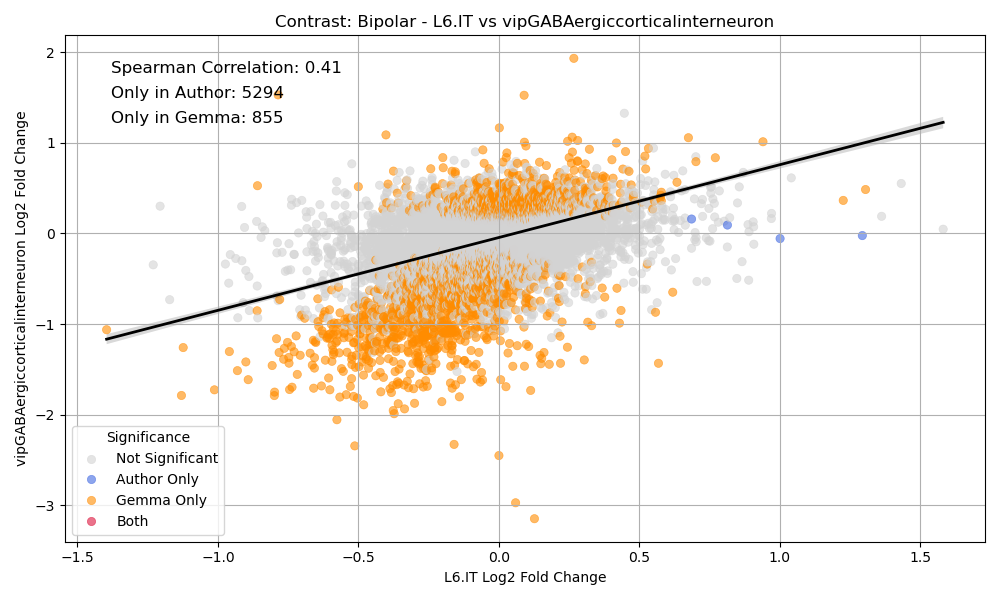 Contrast: Bipolar - L6.IT vs vipGABAergiccorticalinterneuron
Spearman Correlation: 0.41
Only in Author: 5294
Only in Gemma: 855
vipGABAergiccorticalinterneuron Log2 Fold Change
2
1
0
−1
−2
−3
Significance
Not Significant
Author Only
Gemma Only
Both
−1.5 −1.0 −0.5 0.0 0.5 1.0 1.5
L6.IT Log2 Fold Change